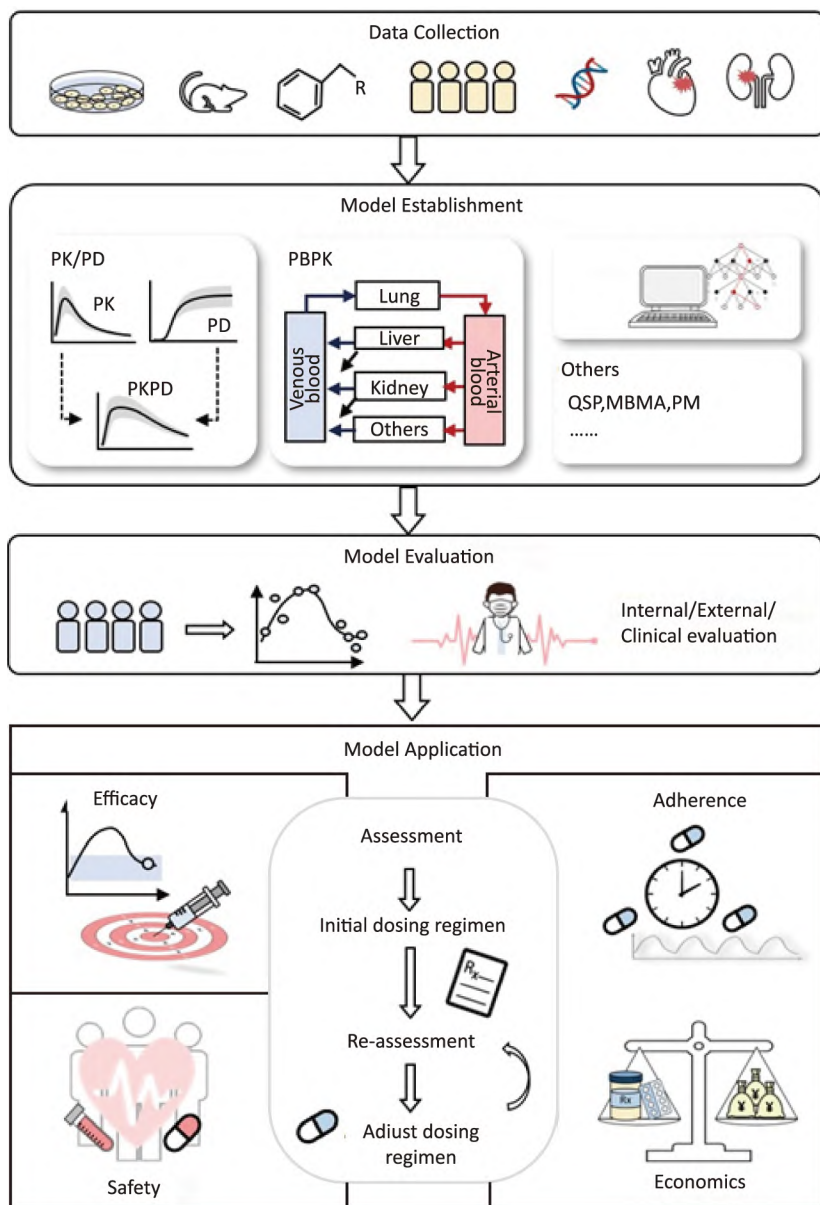 Data Collection
R
Model Establishment
PK/PD
PK
PD
PKPD
PBPK
Lung
Liver
Kidney
Others
Venous
blood
Arterial
blood
Others
QSP,MBMA,PM
......
Model Evaluation
Internal/External/
Clinical evaluation
Model Application
Efficacy
Safety
Assessment
Initial dosing regimen
Rx
Re-assessment
Adiust dosing
regimen
Adherence
Rx
¥
¥
¥
Economics